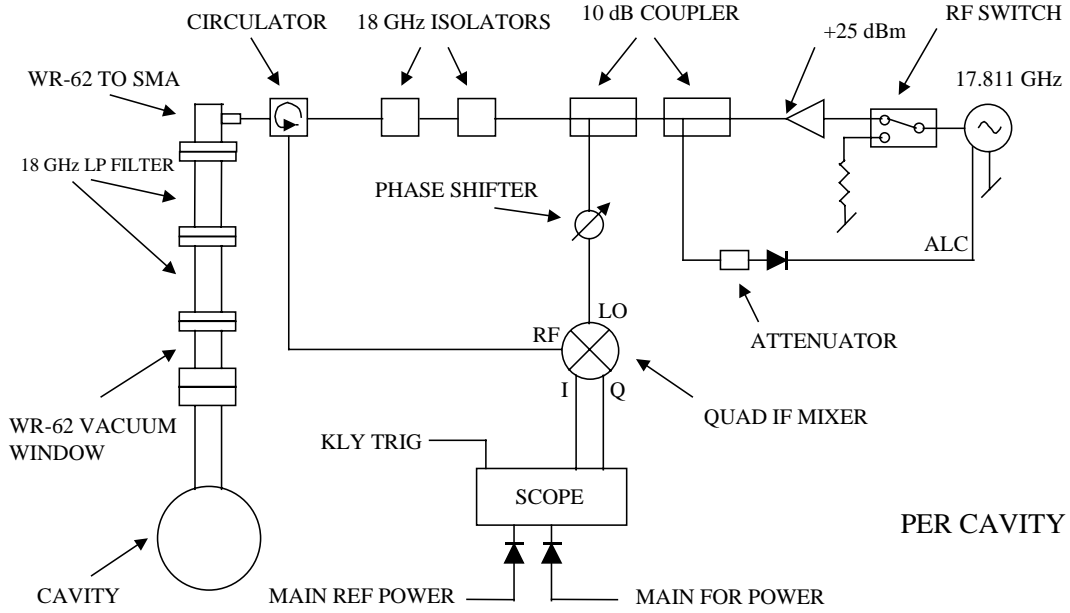 CIRCULATOR
18 GHz ISOLATORS
10 dB COUPLER
RF SWITCH
+25 dBm
WR-62 TO SMA
17.811 GHz
18 GHz LP FILTER
PHASE SHIFTER
ALC
LO
RF
ATTENUATOR
I
Q
QUAD IF MIXER
WR-62 VACUUM
WINDOW
KLY TRIG
SCOPE
PER CAVITY
CAVITY
MAIN REF POWER
MAIN FOR POWER